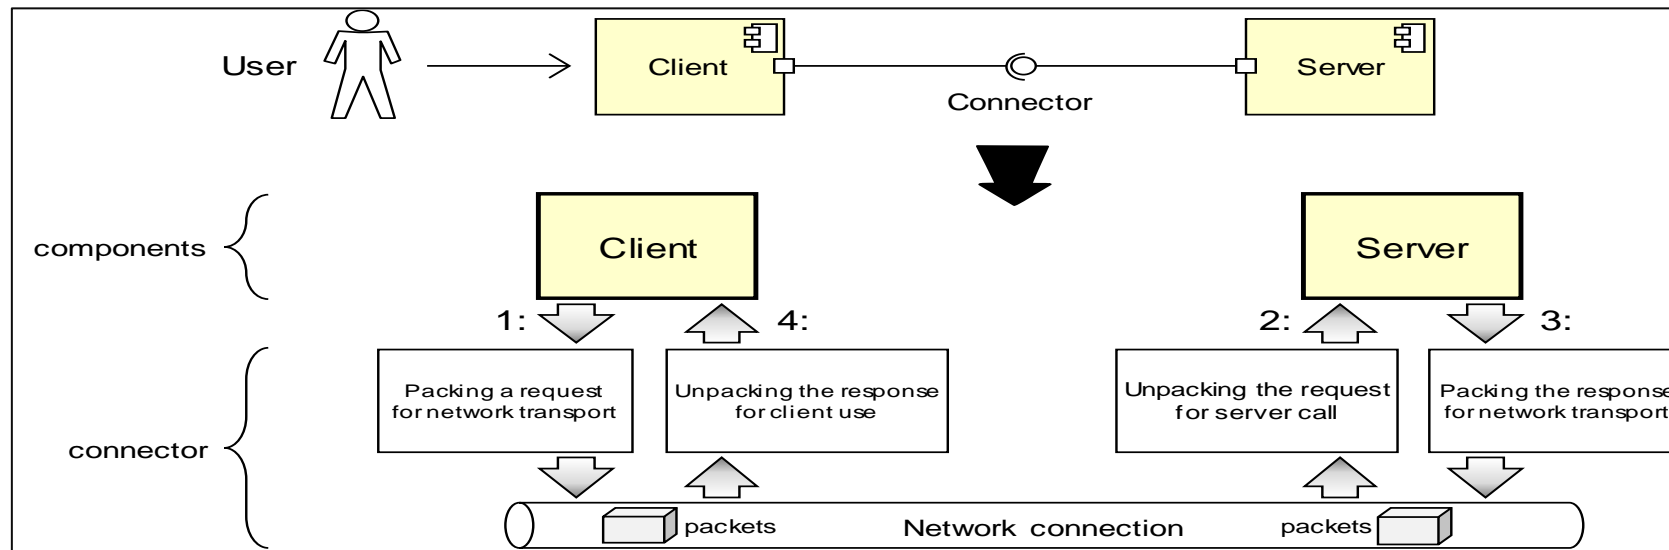 User
Client
Connector
Server
components
Client
Server
1:
4:
2:
3:
connector
Packing a request
for network transport
Unpacking the response
for client use
Unpacking the request
for server call
Packing the response
for network transport
packets
Network connection
packets